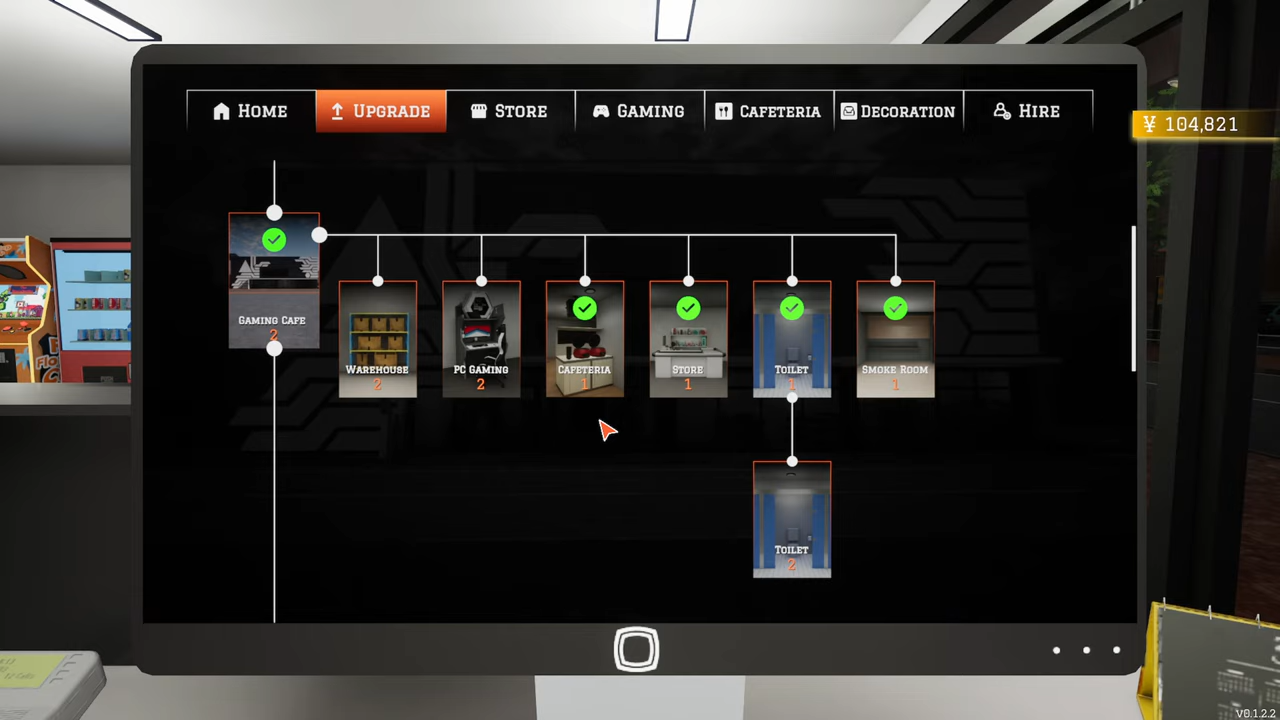 HOME
UPGRADE
STORE
GAMING
CAFETERIA
DECORATION
HIRE
¥ 104,821
GAMING CAFE
2
WAREHOUSE
2
PC GAMING
2
CAFETERIA
1
STORE
1
TOILET
1
SMOKE ROOM
1
TOILET
2
V0.1.2.2